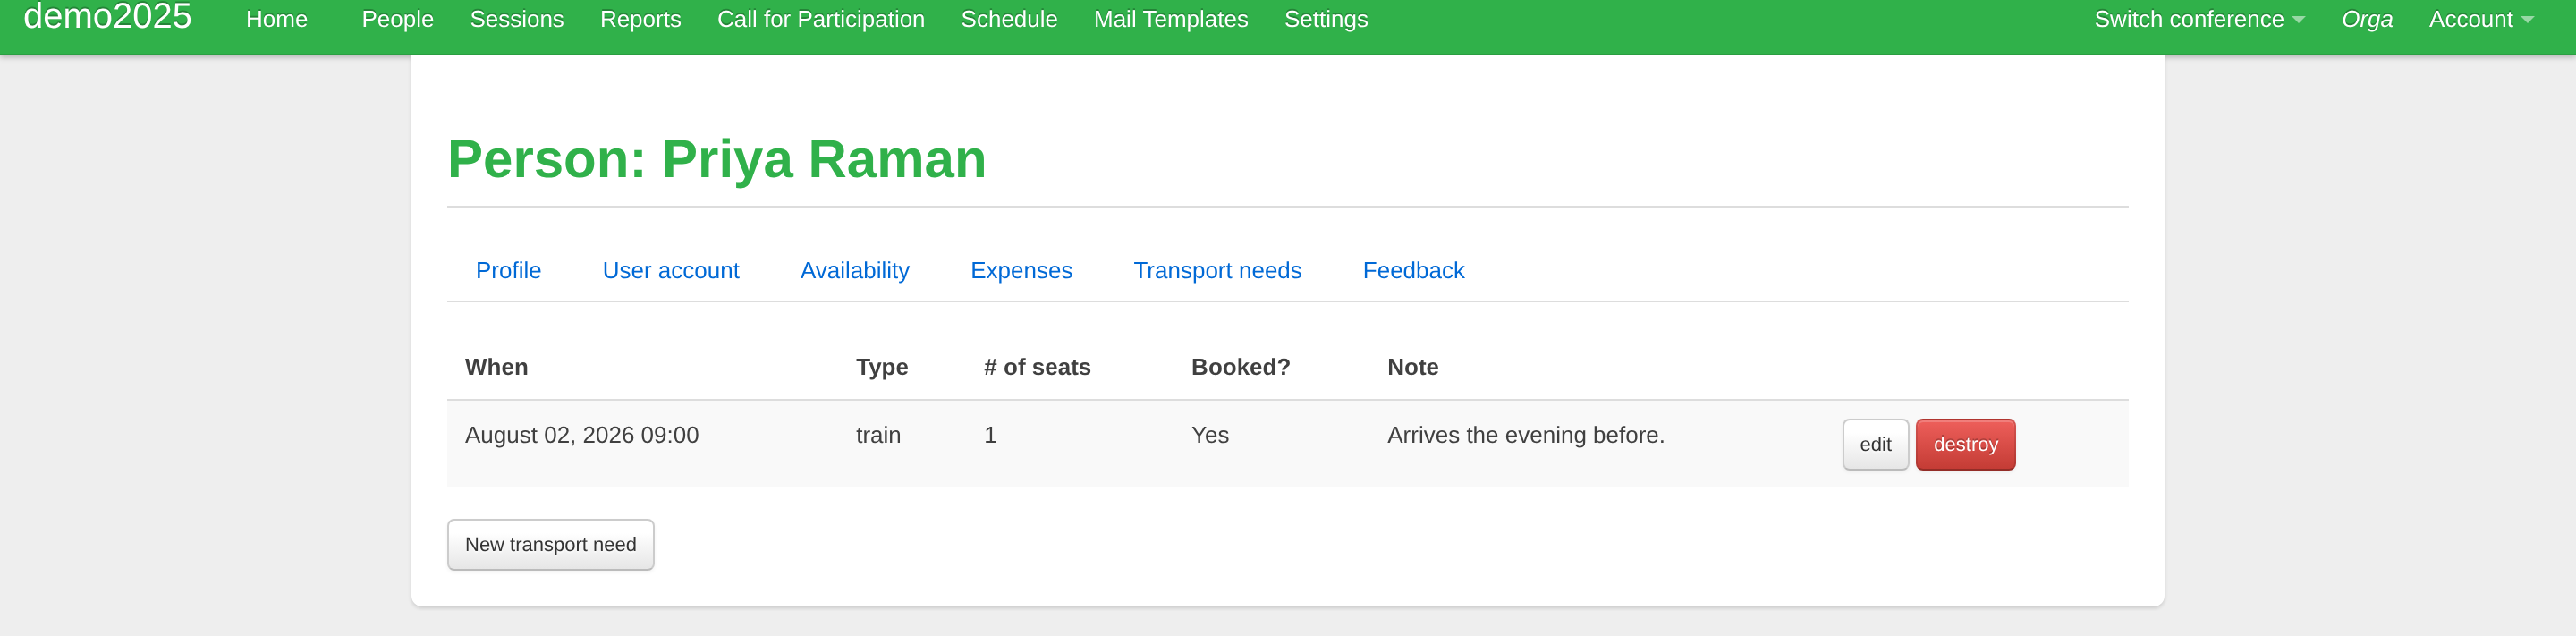 demo2025 Home People Sessions Reports Call for Participation Schedule Mail Templates Settings Switch conference Orga Account
Person: Priya Raman
Profile User account Availability Expenses Transport needs Feedback
When Type # of seats Booked? Note
August 02, 2026 09:00 train 1 Yes Arrives the evening before. edit destroy
New transport need